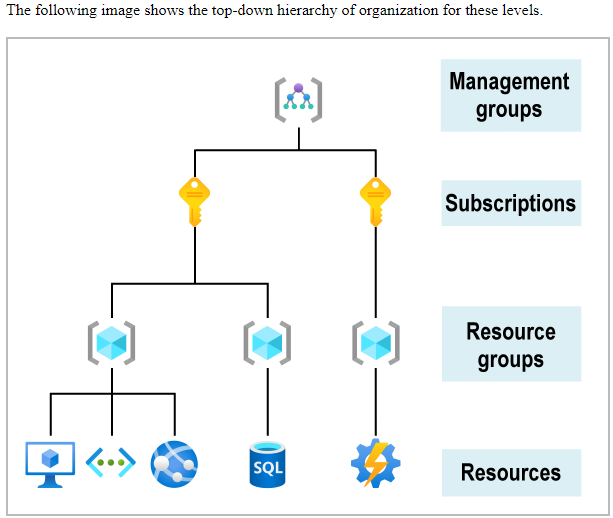 The following image shows the top-down hierarchy of organization for these levels.
Management
groups
Subscriptions
Resource
groups
SQL
Resources